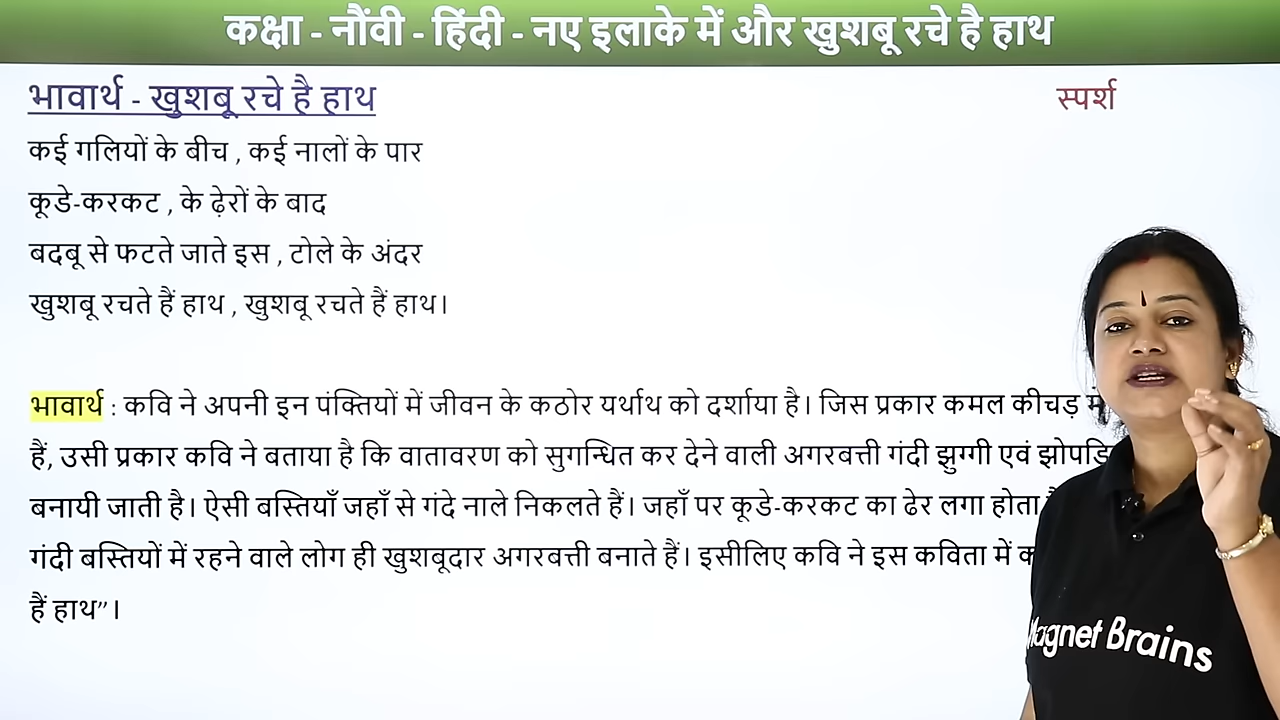 कक्षा - नौंवी - हिंदी - नए इलाके में और खुशबू रचे है हाथ
भावार्थ - खुशबू रचे है हाथ
स्पर्श
कई गलियों के बीच , कई नालों के पार
कूडे-करकट , के ढ़ेरों के बाद
बदबू से फटते जाते इस , टोले के अंदर
खुशबू रचते हैं हाथ , खुशबू रचते हैं हाथ।
भावार्थ : कवि ने अपनी इन पंक्तियों में जीवन के कठोर यर्थाथ को दर्शाया है। जिस प्रकार कमल कीचड़
हैं, उसी प्रकार कवि ने बताया है कि वातावरण को सुगन्धित कर देने वाली अगरबत्ती गंदी झुग्गी एवं
बनायी जाती है। ऐसी बस्तियाँ जहाँ से गंदे नाले निकलते हैं। जहाँ पर कूडे-करकट का ढेर लगा होता
गंदी बस्तियों में रहने वाले लोग ही खुशबूदार अगरबत्ती बनाते हैं। इसीलिए कवि ने इस कविता में
हैं हाथ”।
Magnet Brains